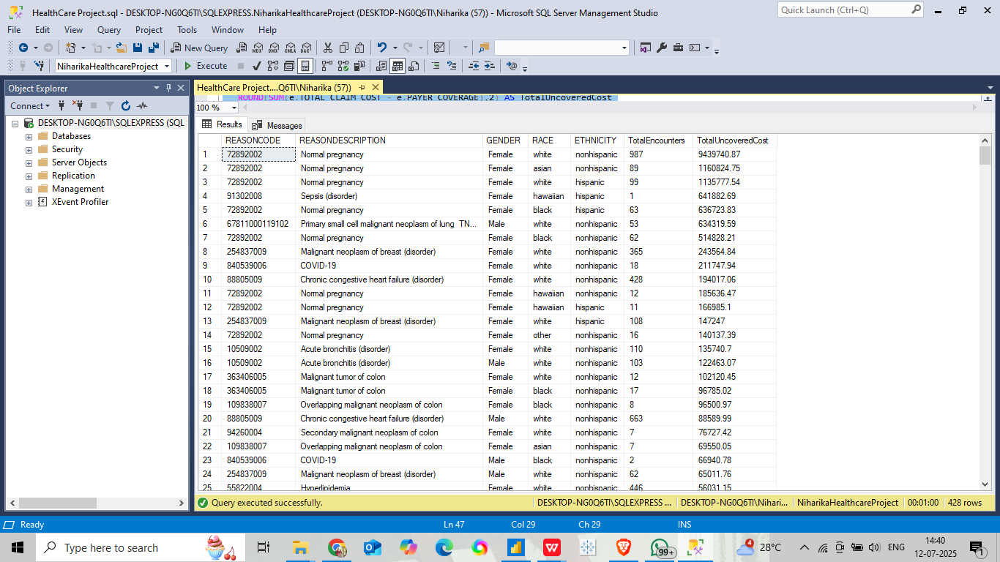 HealthCare Project.sql - DESKTOP-NG0Q6TI\SQLEXPRESS.NiharikaHealthcareProject (DESKTOP-NG0Q6TI\Niharika (57)) - Microsoft SQL Server Management Studio
Quick Launch (Ctrl+Q)
File Edit View Query Project Tools Window Help
New Query MDX DMX XMLA DAX
NiharikaHealthcareProject Execute
Object Explorer
HealthCare Project....Q6TI\Niharika (57))
Connect
ROUND(SUM(e.TOTAL_CLAIM_COST - e.PAYER_COVERAGE),2) AS TotalUncoveredCost
100 %
DESKTOP-NG0Q6TI\SQLEXPRESS (SQL S
Databases
Security
Server Objects
Replication
Management
XEvent Profiler
Results Messages
REASONCODE REASONDESCRIPTION GENDER RACE ETHNICITY TotalEncounters TotalUncoveredCost
1 72892002 Normal pregnancy Female white nonhispanic 987 9439740.87
2 72892002 Normal pregnancy Female asian nonhispanic 89 1160824.75
3 72892002 Normal pregnancy Female white hispanic 99 1135777.54
4 91302008 Sepsis (disorder) Female hawaiian hispanic 1 641882.69
5 72892002 Normal pregnancy Female black hispanic 63 636723.83
6 67811000119102 Primary small cell malignant neoplasm of lung TN... Male white nonhispanic 53 634319.59
7 72892002 Normal pregnancy Female black nonhispanic 62 514828.21
8 254837009 Malignant neoplasm of breast (disorder) Female white nonhispanic 365 243564.84
9 840539006 COVID-19 Female white nonhispanic 18 211747.94
10 88805009 Chronic congestive heart failure (disorder) Female white nonhispanic 428 194017.06
11 72892002 Normal pregnancy Female hawaiian nonhispanic 12 185636.47
12 72892002 Normal pregnancy Female hawaiian hispanic 11 166985.1
13 254837009 Malignant neoplasm of breast (disorder) Female white hispanic 108 147247
14 72892002 Normal pregnancy Female other nonhispanic 16 140137.39
15 10509002 Acute bronchitis (disorder) Female white nonhispanic 110 135740.7
16 10509002 Acute bronchitis (disorder) Male white nonhispanic 103 122463.07
17 363406005 Malignant tumor of colon Female white nonhispanic 12 102120.45
18 363406005 Malignant tumor of colon Female black nonhispanic 17 96785.02
19 109838007 Overlapping malignant neoplasm of colon Female black nonhispanic 8 96500.97
20 88805009 Chronic congestive heart failure (disorder) Male white nonhispanic 663 88589.99
21 94260004 Secondary malignant neoplasm of colon Female white nonhispanic 7 76727.42
22 109838007 Overlapping malignant neoplasm of colon Female asian nonhispanic 7 69550.05
23 840539006 COVID-19 Male black nonhispanic 2 66940.78
24 254837009 Malignant neoplasm of breast (disorder) Male white nonhispanic 62 65011.76
25 55822004 Hyperlipidemia Female white nonhispanic 446 56031.15
Query executed successfully. DESKTOP-NG0Q6TI\SQLEXPRESS ... DESKTOP-NG0Q6TI\Nihari... NiharikaHealthcareProject 00:01:00 428 rows
Ready Ln 47 Col 29 Ch 29 INS
Type here to search 99+ 4 28°C ENG 14:40
12-07-2025 1